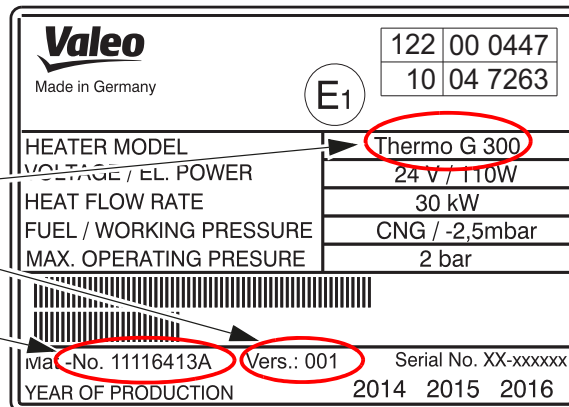 Valeo
Made in Germany
E1
122 00 0447
10 04 7263
HEATER MODEL Thermo G 300
VOLTAGE / EL. POWER 24 V / 110W
HEAT FLOW RATE 30 kW
FUEL / WORKING PRESSURE CNG / -2,5mbar
MAX. OPERATING PRESURE 2 bar
Mat.-No. 11116413A Vers.: 001 Serial No. XX-xxxxxx
YEAR OF PRODUCTION 2014 2015 2016